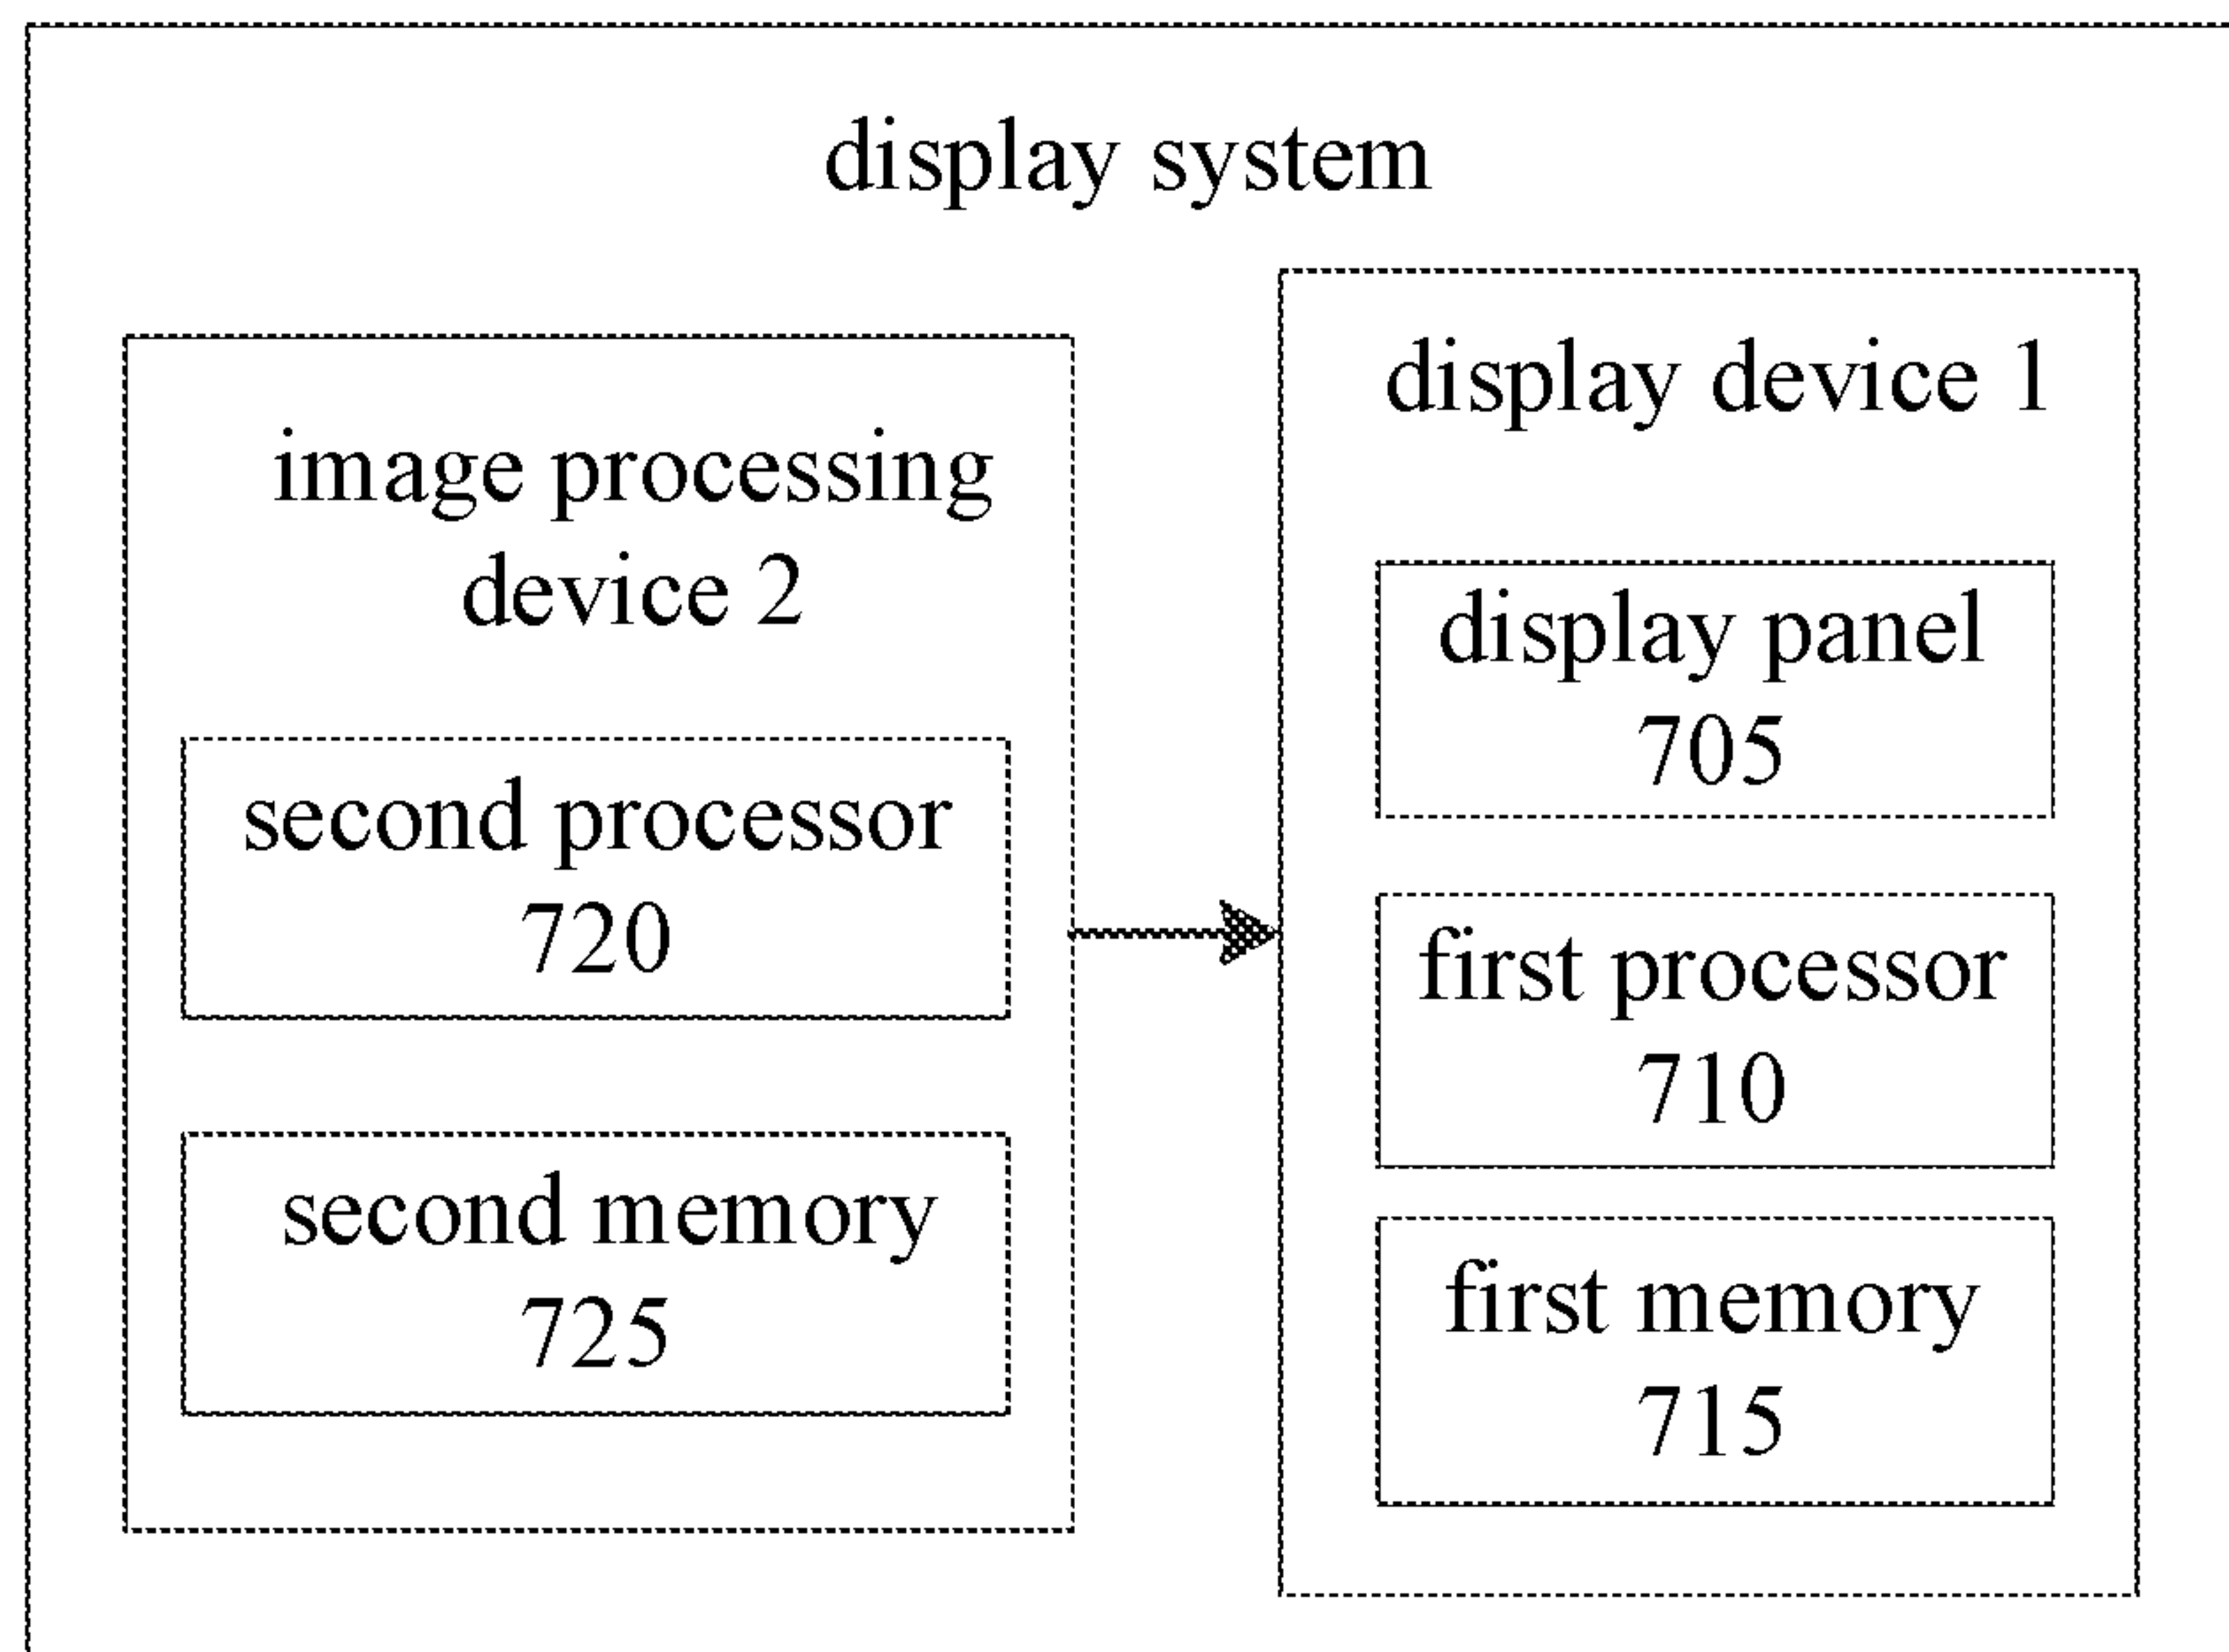 display system
image processing
device 2
second processor
720
second memory
725
display device 1
display panel
705
first processor
710
first memory
715